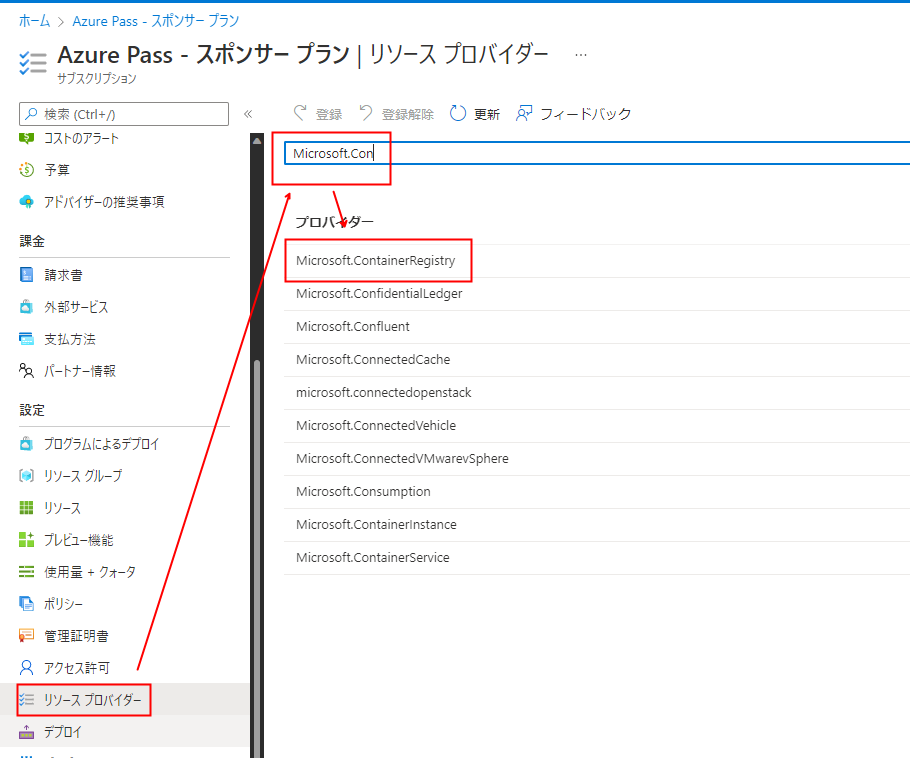 ホーム > Azure Pass - スポンサー プラン
Azure Pass - スポンサー プラン | リソース プロバイダー ...
サブスクリプション
検索 (Ctrl+/)
«
登録 登録解除 更新 フィードバック
コストのアラート
予算
アドバイザーの推奨事項
課金
請求書
外部サービス
支払方法
パートナー情報
設定
プログラムによるデプロイ
リソース グループ
リソース
プレビュー機能
使用量 + クォータ
ポリシー
管理証明書
アクセス許可
リソース プロバイダー
デプロイ
Microsoft.Con
プロバイダー
Microsoft.ContainerRegistry
Microsoft.ConfidentialLedger
Microsoft.Confluent
Microsoft.ConnectedCache
microsoft.connectedopenstack
Microsoft.ConnectedVehicle
Microsoft.ConnectedVMwarevSphere
Microsoft.Consumption
Microsoft.ContainerInstance
Microsoft.ContainerService